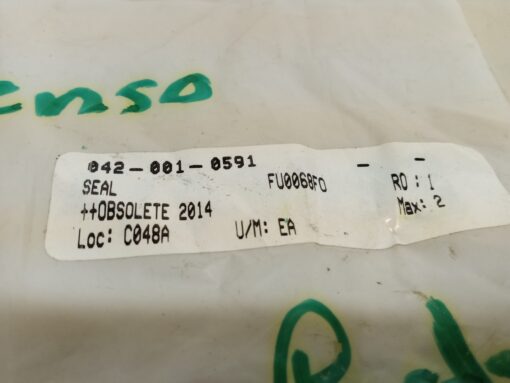 enso
042-001-0591 - -
SEAL FU0068FO RO : 1
++OBSOLETE 2014 Max: 2
Loc: C048A U/M: EA